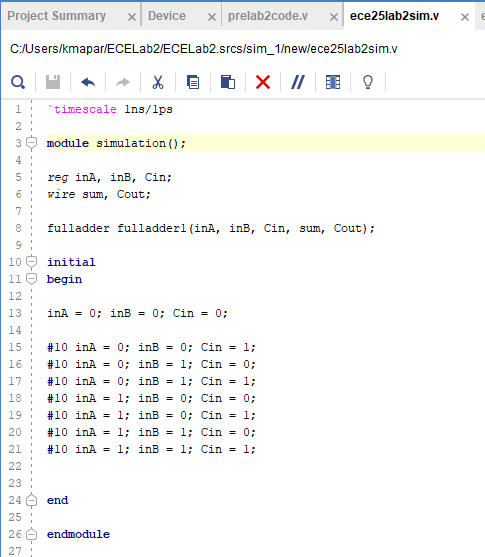 Project Summary × Device × prelab2code.v × ece25lab2sim.v ×
C:/Users/kmapar/ECELab2/ECELab2.srcs/sim_1/new/ece25lab2sim.v
1 `timescale 1ns/1ps
2
3 module simulation();
4
5 reg inA, inB, Cin;
6 wire sum, Cout;
7
8 fulladder fulladder1(inA, inB, Cin, sum, Cout);
9
10 initial
11 begin
12
13 inA = 0; inB = 0; Cin = 0;
14
15 #10 inA = 0; inB = 0; Cin = 1;
16 #10 inA = 0; inB = 1; Cin = 0;
17 #10 inA = 0; inB = 1; Cin = 1;
18 #10 inA = 1; inB = 0; Cin = 0;
19 #10 inA = 1; inB = 0; Cin = 1;
20 #10 inA = 1; inB = 1; Cin = 0;
21 #10 inA = 1; inB = 1; Cin = 1;
22
23
24 end
25
26 endmodule
27